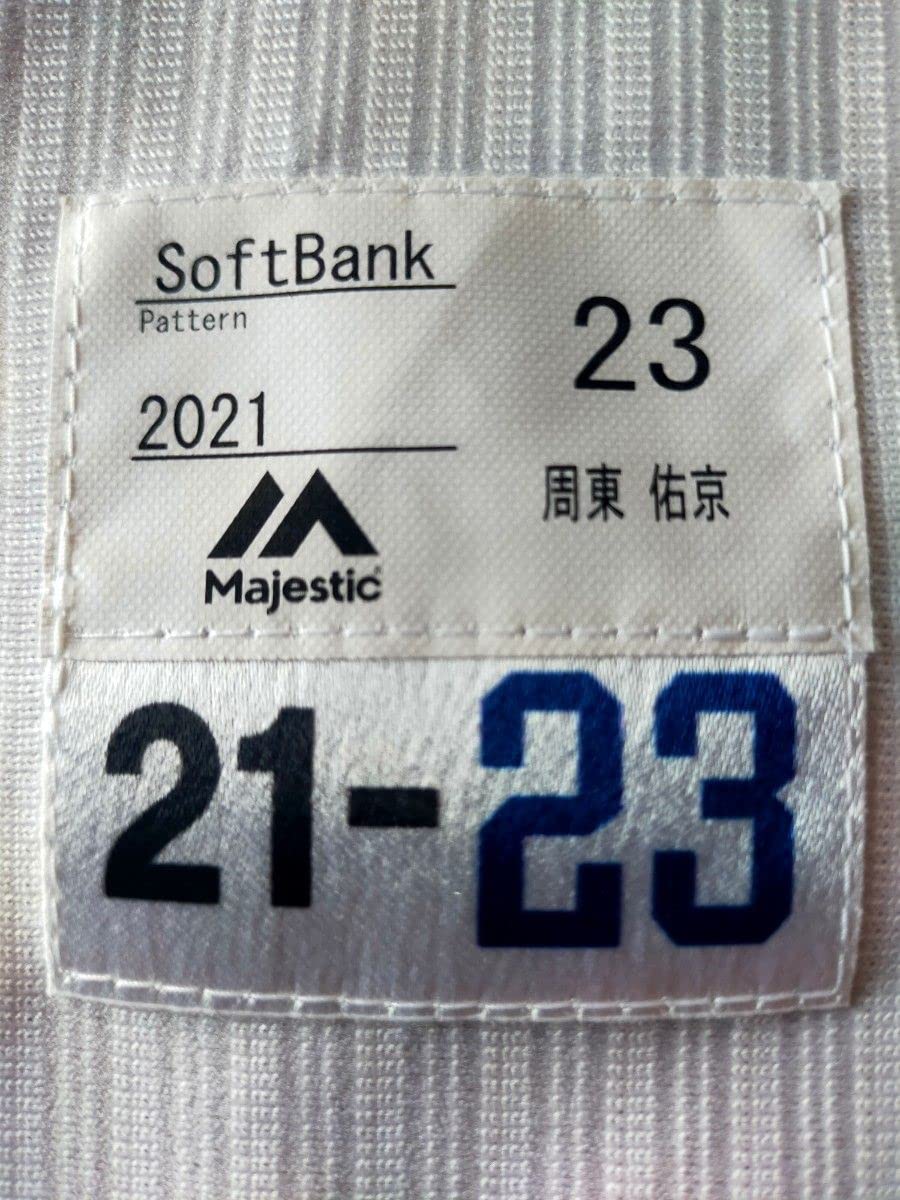 SoftBank
Pattern
2021
Majestic
23
周東 佑京
21-23